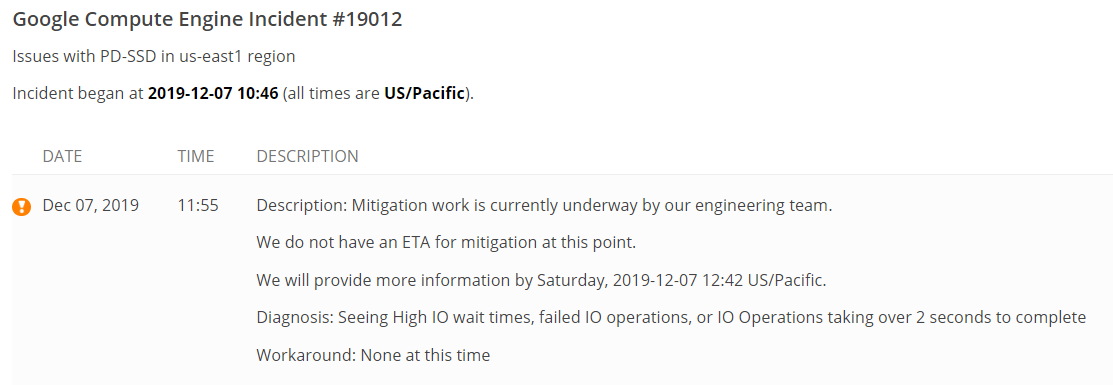 Google Compute Engine Incident #19012
Issues with PD-SSD in us-east1 region
Incident began at 2019-12-07 10:46 (all times are US/Pacific).
DATE TIME DESCRIPTION
Dec 07, 2019 11:55 Description: Mitigation work is currently underway by our engineering team.
We do not have an ETA for mitigation at this point.
We will provide more information by Saturday, 2019-12-07 12:42 US/Pacific.
Diagnosis: Seeing High IO wait times, failed IO operations, or IO Operations taking over 2 seconds to complete
Workaround: None at this time